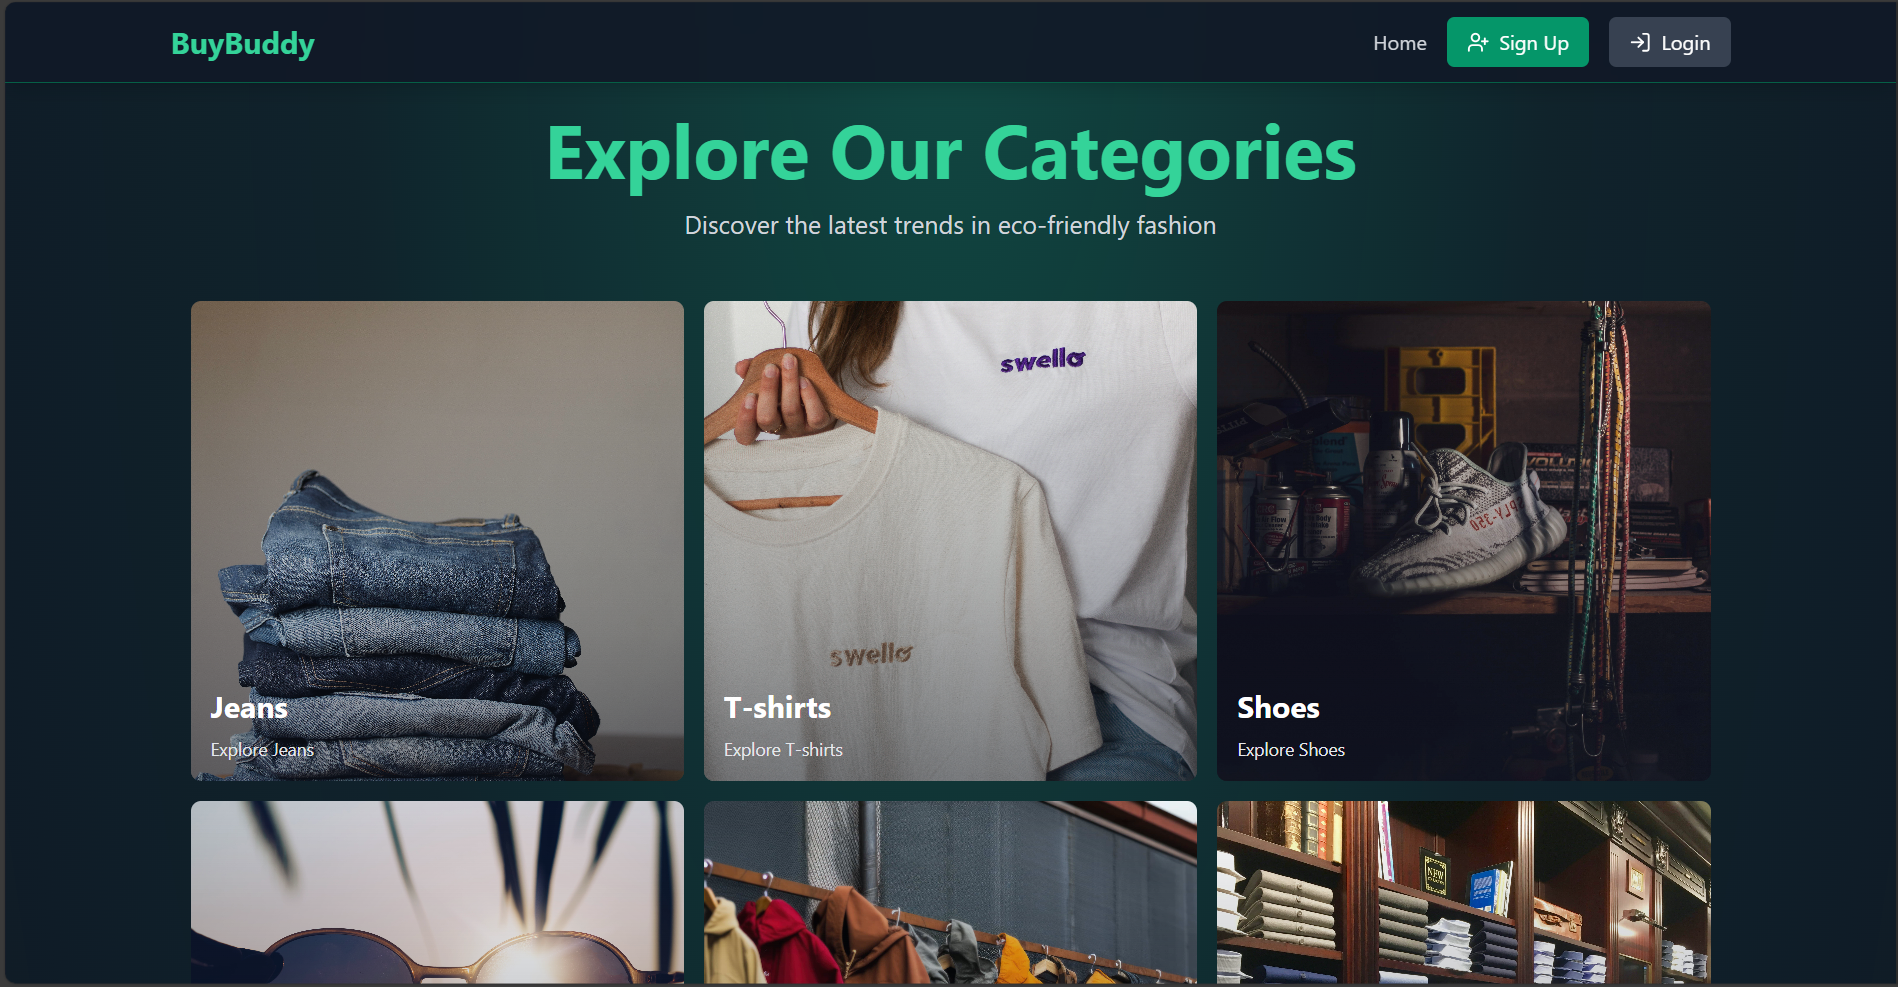 BuyBuddy
Home
Sign Up
Login
Explore Our Categories
Discover the latest trends in eco-friendly fashion
swello
swello
Jeans
Explore Jeans
T-shirts
Explore T-shirts
Shoes
Explore Shoes